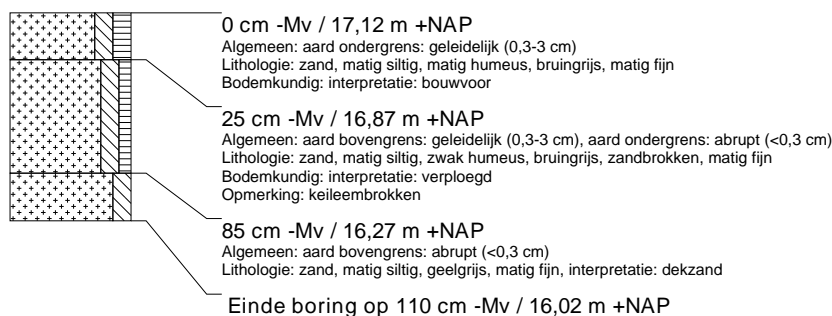 0 cm -Mv / 17,12 m +NAP
Algemeen: aard ondergrens: geleidelijk (0,3-3 cm)
Lithologie: zand, matig siltig, matig humeus, bruingrijs, matig fijn
Bodemkundig: interpretatie: bouwvoor
25 cm -Mv / 16,87 m +NAP
Algemeen: aard bovengrens: geleidelijk (0,3-3 cm), aard ondergrens: abrupt (<0,3 cm)
Lithologie: zand, matig siltig, zwak humeus, bruingrijs, zandbrokken, matig fijn
Bodemkundig: interpretatie: verploegd
Opmerking: keileembrokken
85 cm -Mv / 16,27 m +NAP
Algemeen: aard bovengrens: abrupt (<0,3 cm)
Lithologie: zand, matig siltig, geelgrijs, matig fijn, interpretatie: dekzand
Einde boring op 110 cm -Mv / 16,02 m +NAP